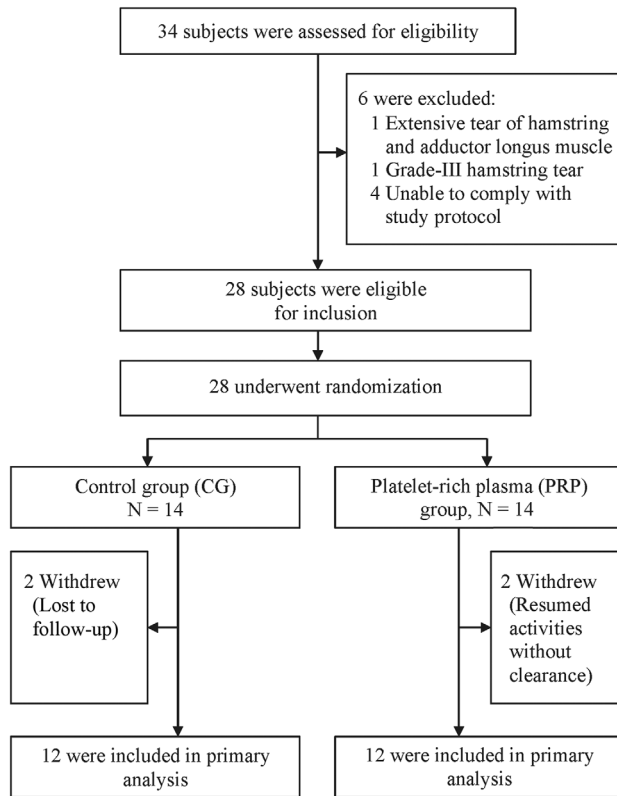 34 subjects were assessed for eligibility
6 were excluded:
1 Extensive tear of hamstring
and adductor longus muscle
1 Grade-III hamstring tear
4 Unable to comply with
study protocol
28 subjects were eligible
for inclusion
28 underwent randomization
Control group (CG)
N = 14
Platelet-rich plasma (PRP)
group, N = 14
2 Withdrew
(Lost to
follow-up)
2 Withdrew
(Resumed
activities
without
clearance)
12 were included in primary
analysis
12 were included in primary
analysis